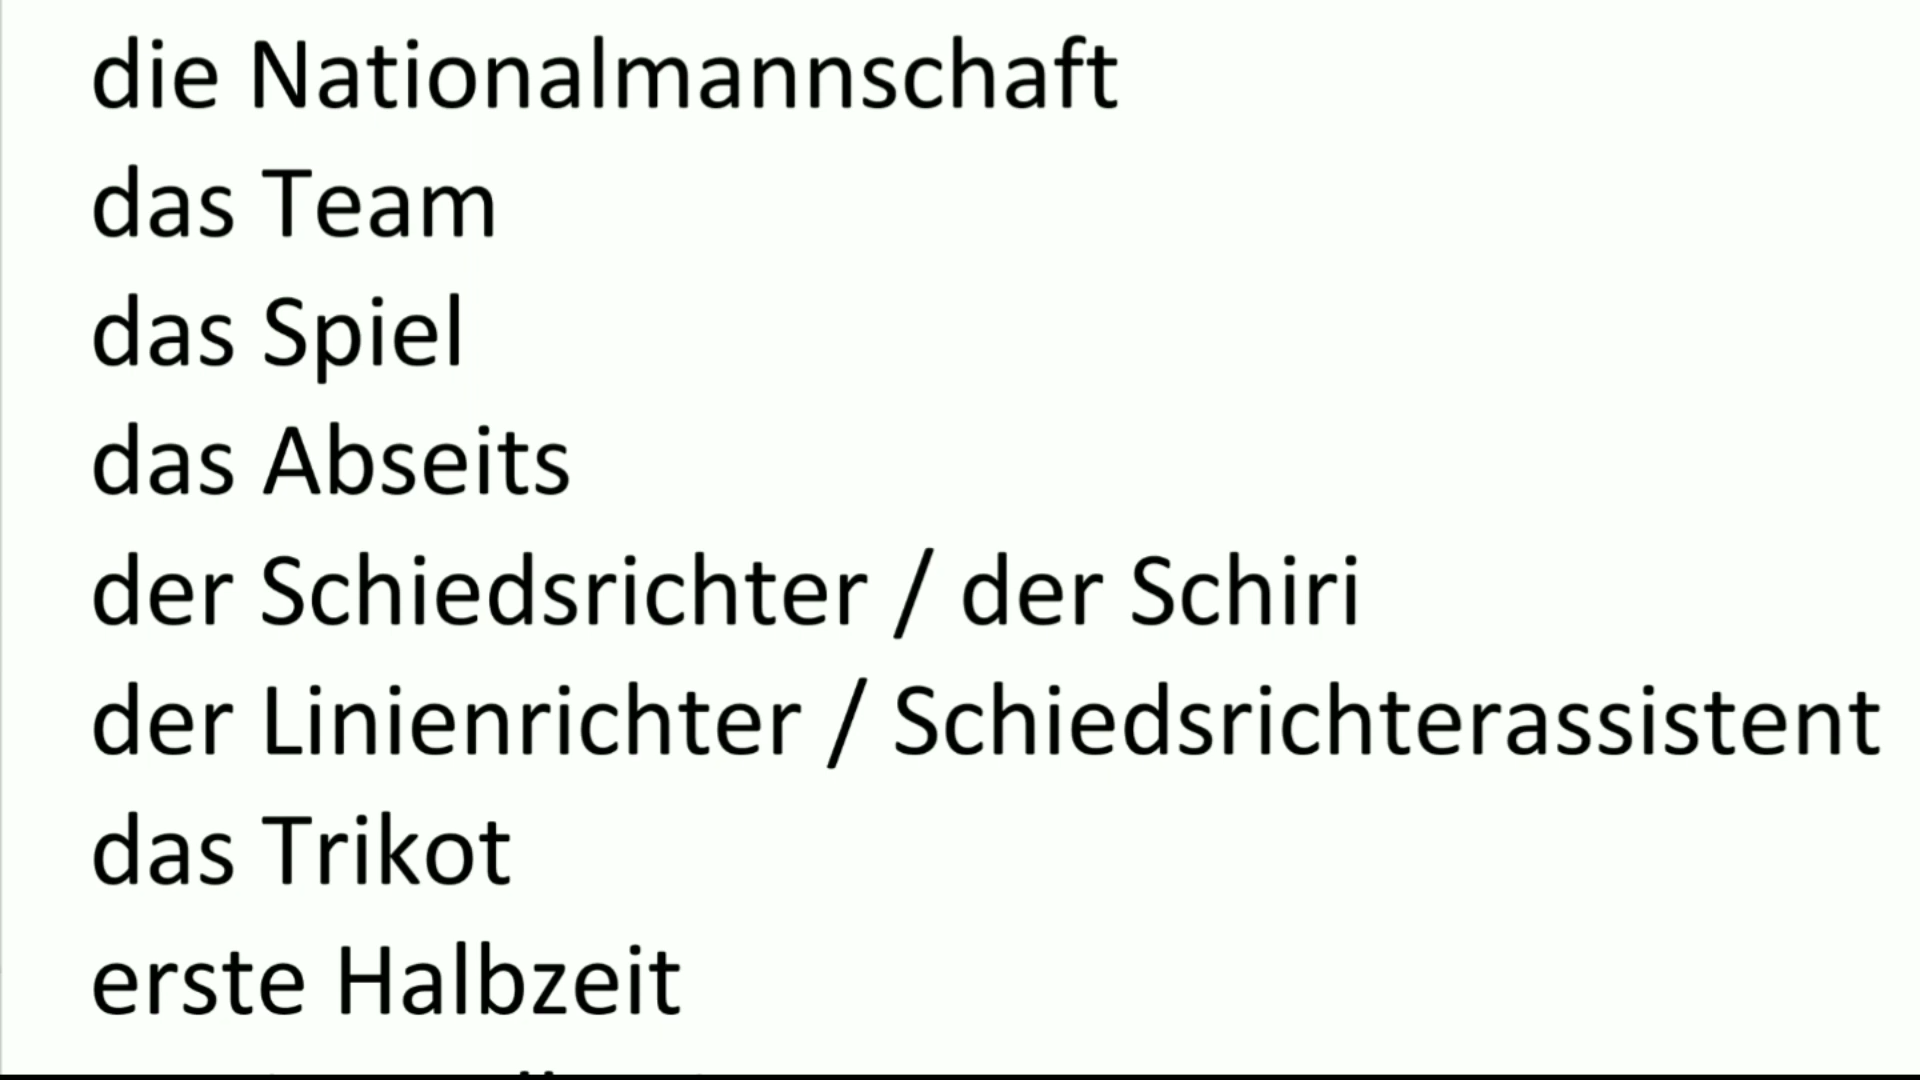 die Nationalmannschaft
das Team
das Spiel
das Abseits
der Schiedsrichter / der Schiri
der Linienrichter / Schiedsrichterassistent
das Trikot
erste Halbzeit